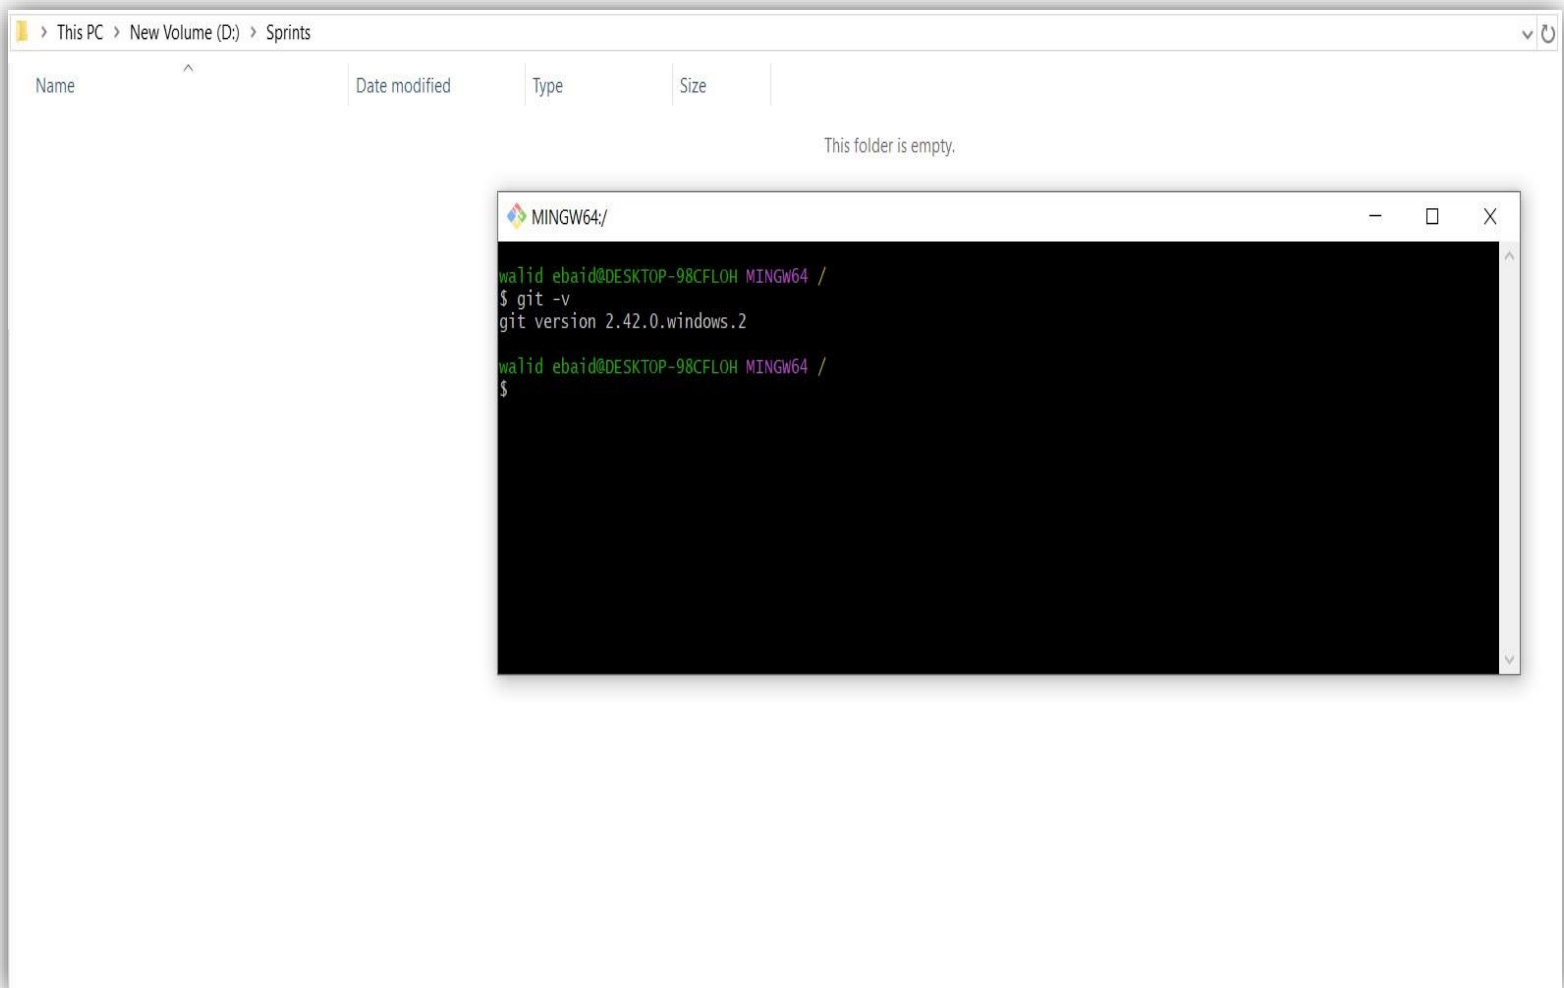 This PC > New Volume (D:) > Sprints
Name Date modified Type Size
This folder is empty.
MINGW64:/
walid ebaid@DESKTOP-98CFLOH MINGW64 /
$ git -v
git version 2.42.0.windows.2
walid ebaid@DESKTOP-98CFLOH MINGW64 /
$